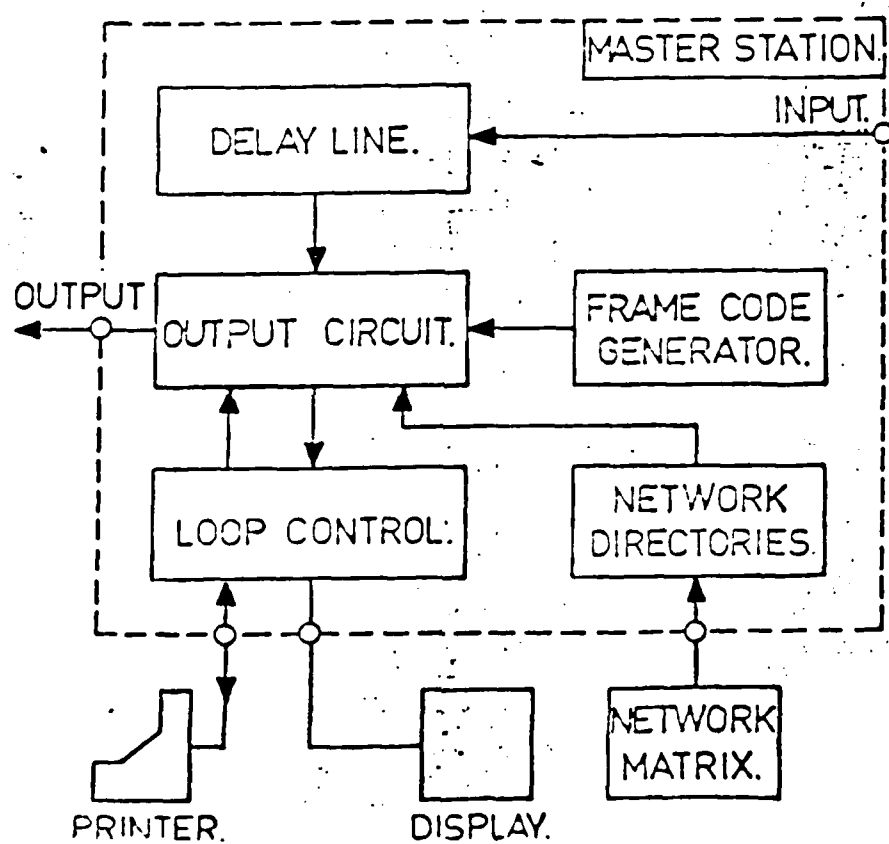 MASTER STATION.
INPUT.
DELAY LINE.
OUTPUT
OUTPUT CIRCUIT.
FRAME CODE
GENERATOR.
LOOP CONTROL.
NETWORK
DIRECTORIES.
NETWORK
MATRIX.
PRINTER.
DISPLAY.